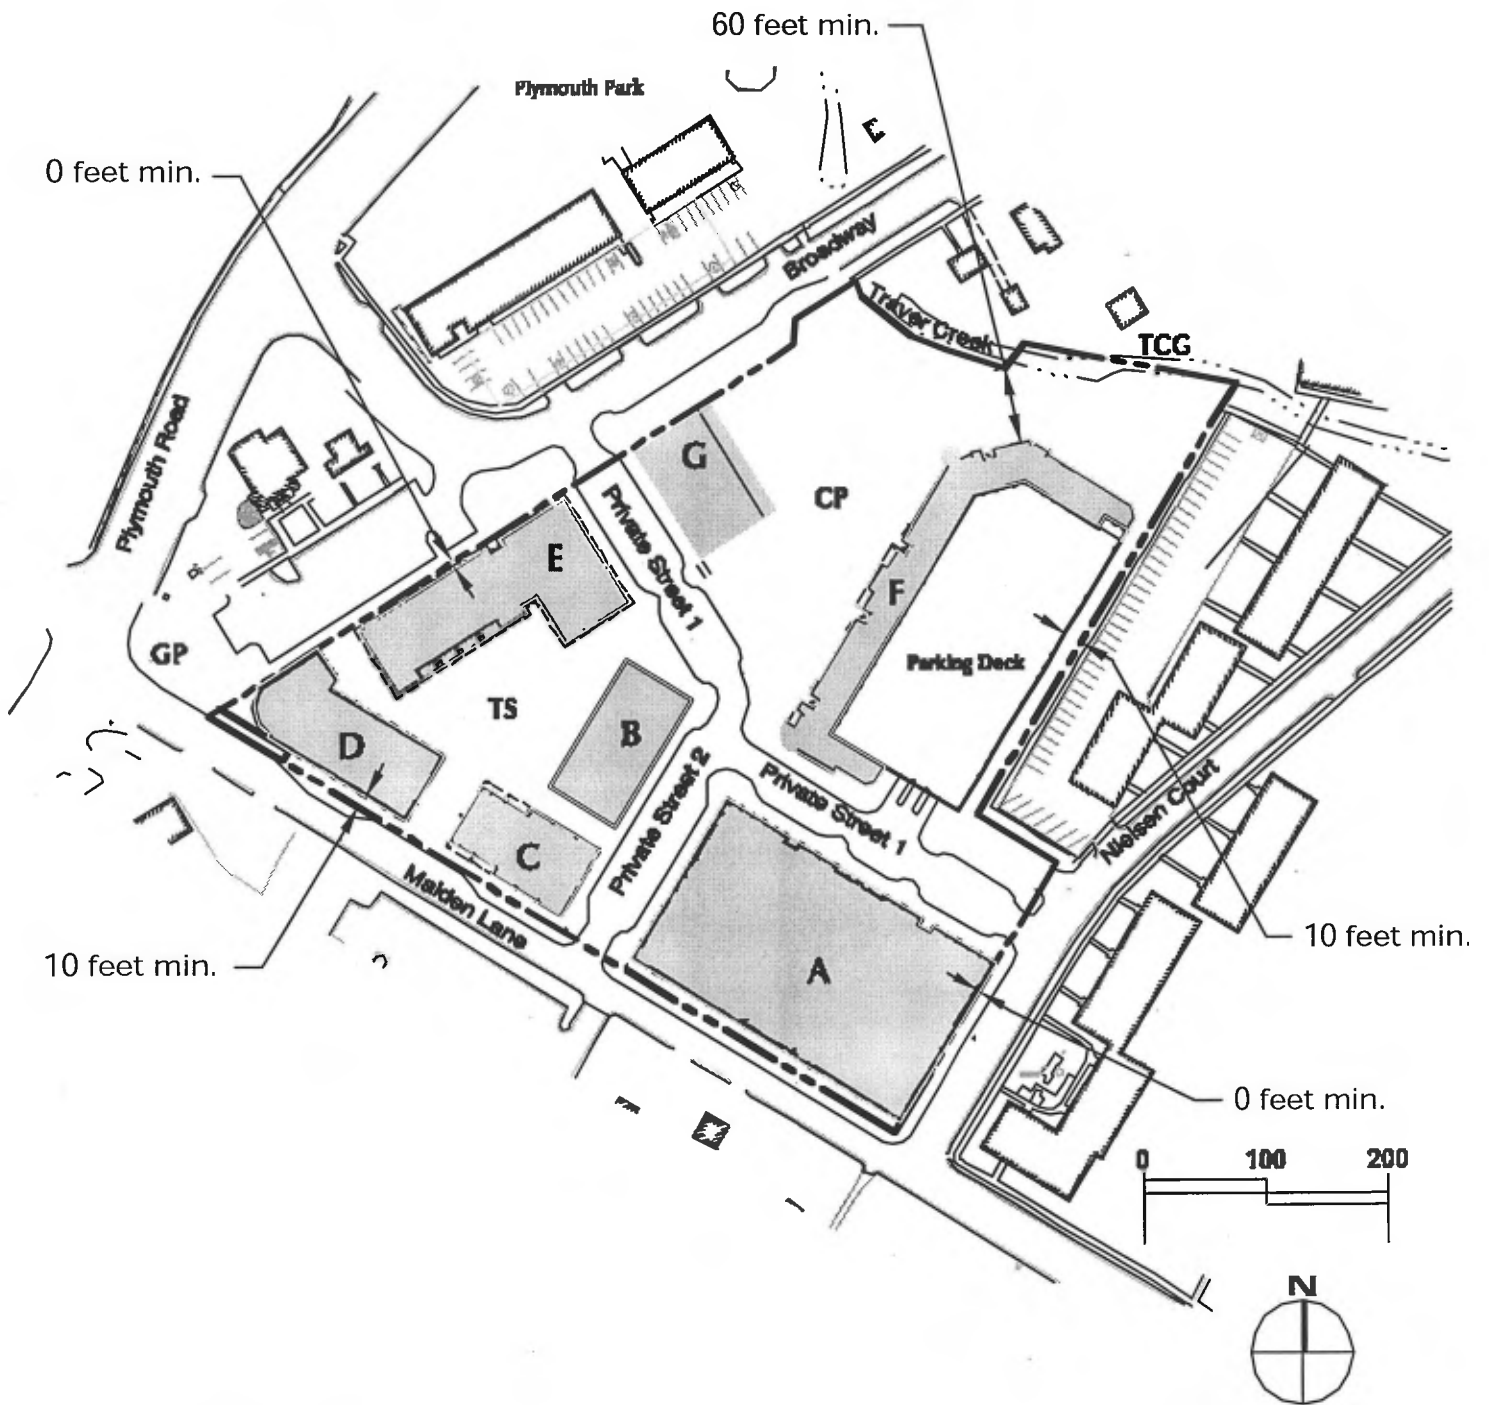 60 feet min.
Plymouth Park
0 feet min.
Broadway
Traver Creek
TCG
Plymouth Road
G
CP
Private Street 1
E
F
GP
Parking Deck
TS
B
D
Private Street 2
Private Street 1
Nielsen Court
C
Maiden Lane
10 feet min.
10 feet min.
A
0 feet min.
0 100 200
N